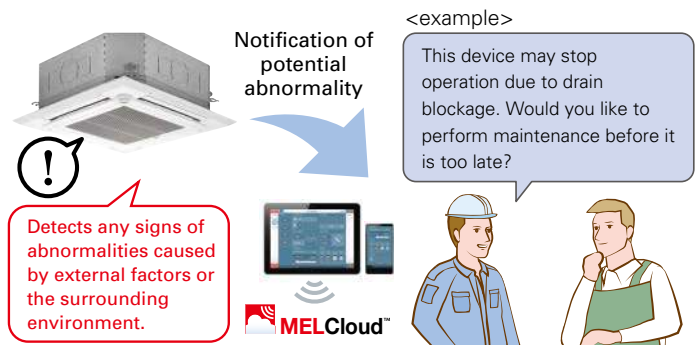 Notification of
potential
abnormality
<example>
This device may stop
operation due to drain
blockage. Would you like to
perform maintenance before it
is too late?
!
Detects any signs of
abnormalities caused
by external factors or
the surrounding
environment.
MELCloud™